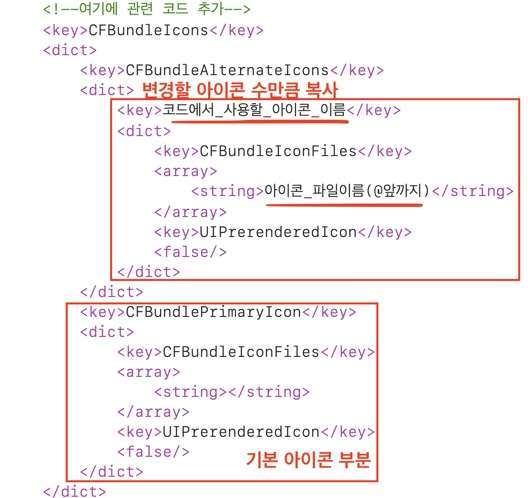 <!--여기에 관련 코드 추가-->
<key>CFBundleIcons</key>
<dict>
<key>CFBundleAlternateIcons</key>
<dict> 변경할 아이콘 수만큼 복사
<key>코드에서_사용할_아이콘_이름</key>
<dict>
<key>CFBundleIconFiles</key>
<array>
<string>아이콘_파일이름(@앞까지)</string>
</array>
<key>UIPrerenderedIcon</key>
<false/>
</dict>
</dict>
<key>CFBundlePrimaryIcon</key>
<dict>
<key>CFBundleIconFiles</key>
<array>
<string></string>
</array>
<key>UIPrerenderedIcon</key>
<false/> 기본 아이콘 부분
</dict>
</dict>